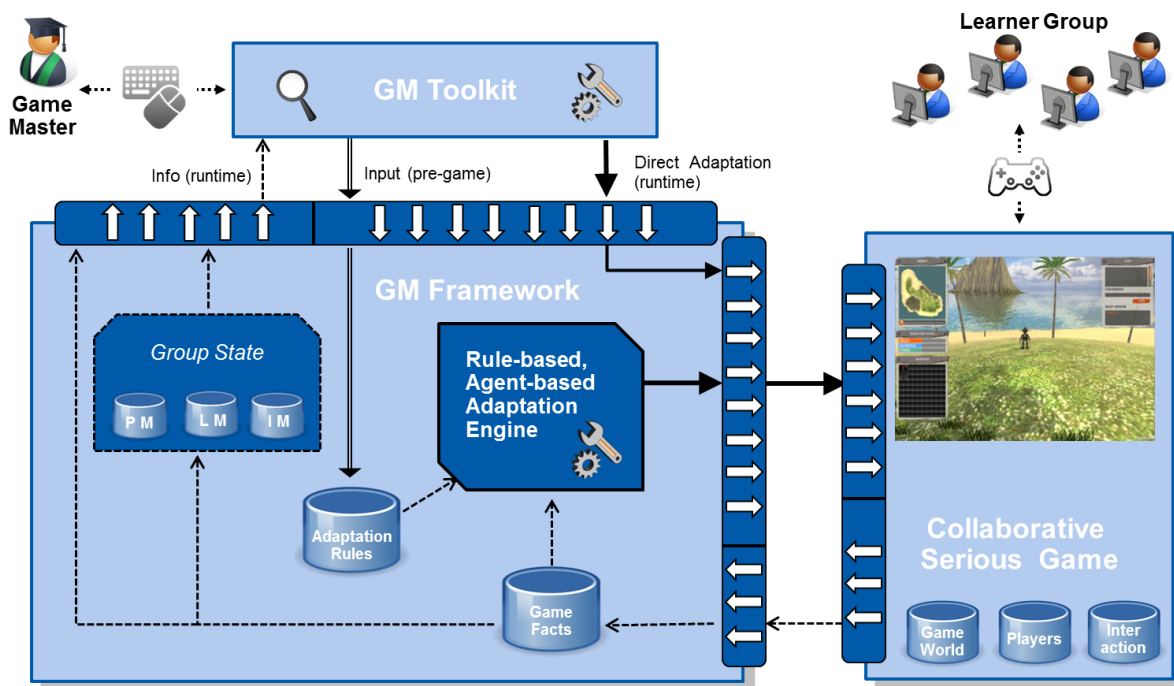 Learner Group
Game
Master
GM Toolkit
Info (runtime)
Input (pre-game)
Direct Adaptation
(runtime)
GM Framework
Group State
P M
L M
I M
Rule-based,
Agent-based
Adaptation
Engine
Adaptation
Rules
Game
Facts
Collaborative
Serious Game
Game
World
Players
Inter
action